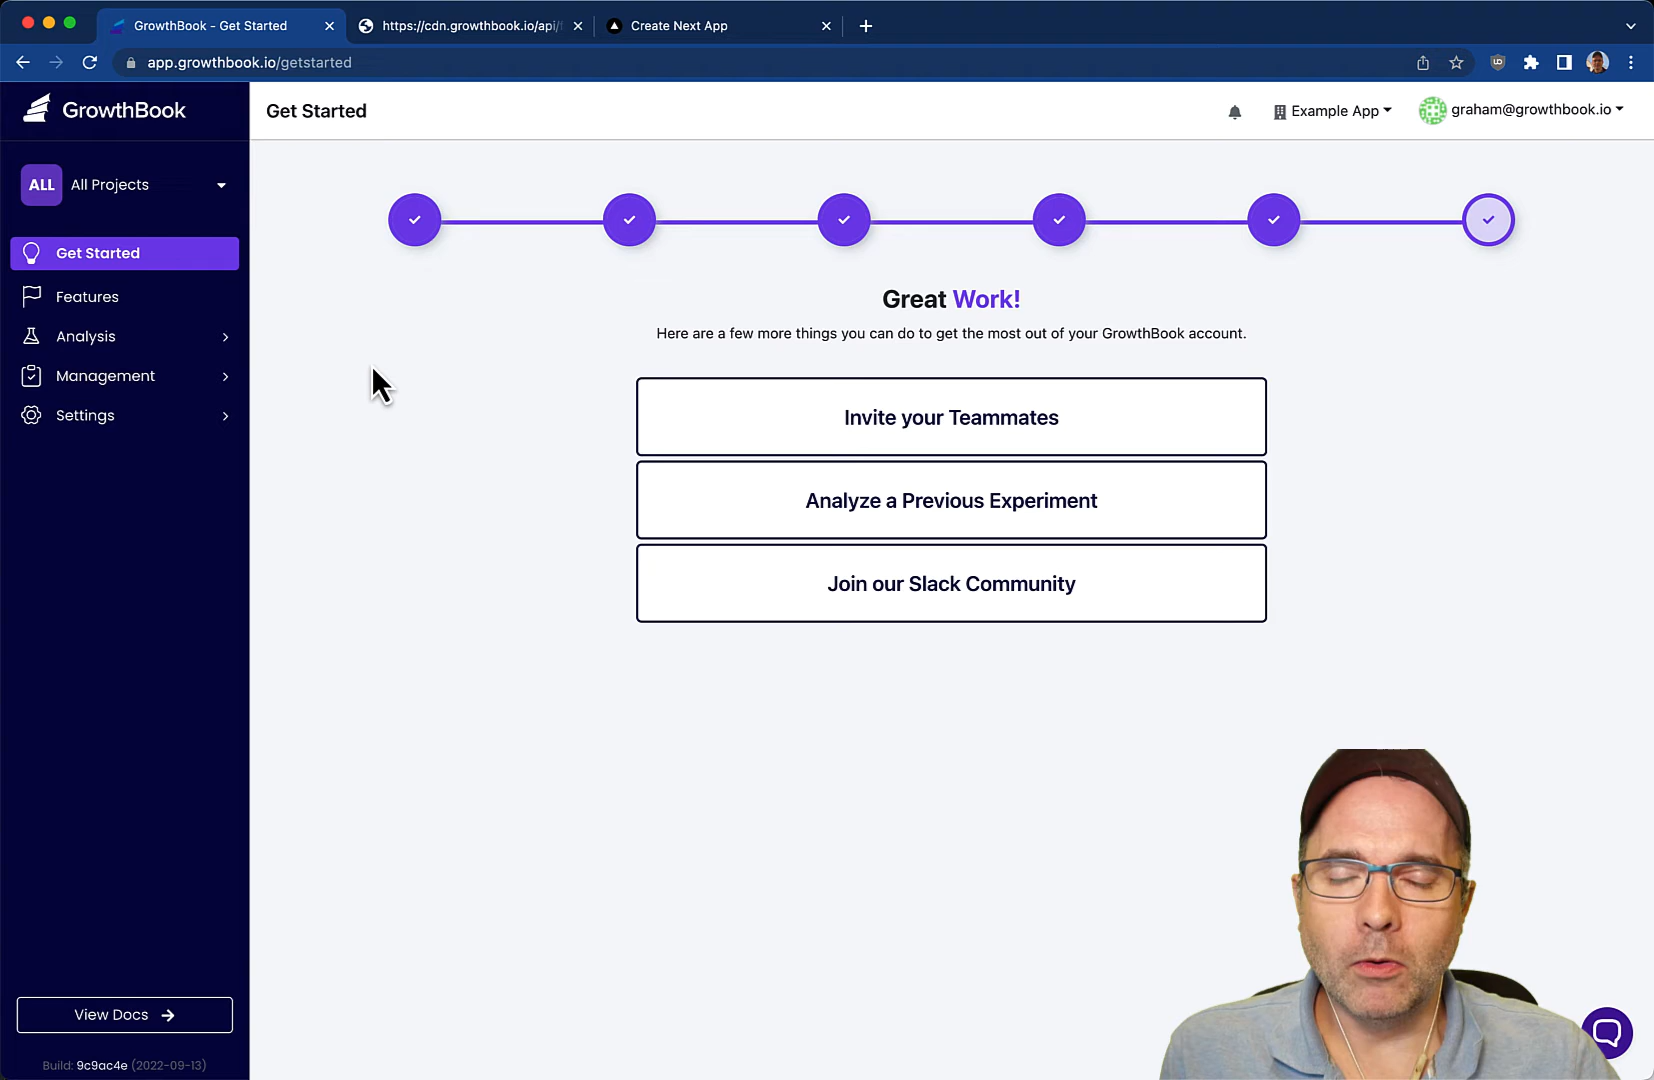 GrowthBook - Get Started
https://cdn.growthbook.io/api/
Create Next App
app.growthbook.io/getstarted
GrowthBook
Get Started
Example App
graham@growthbook.io
ALL All Projects
Get Started
Features
Analysis
Management
Settings
Great Work!
Here are a few more things you can do to get the most out of your GrowthBook account.
Invite your Teammates
Analyze a Previous Experiment
Join our Slack Community
View Docs
Build: 9c9ac4e (2022-09-13)